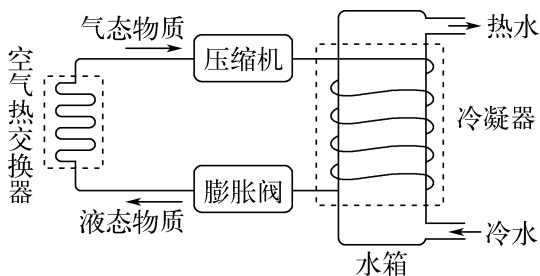 气态物质
压缩机
热水
空气热交换器
冷凝器
膨胀阀
液态物质
冷水
水箱